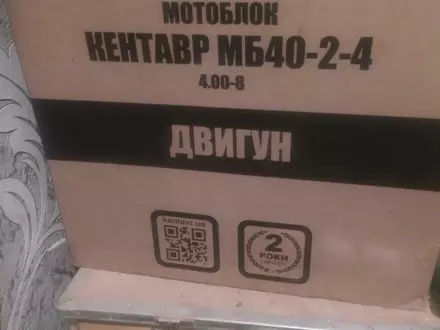 МОТОБЛОК
КЕНТАВР МБ40-2-4
4.00-8
ДВИГУН
kentavr.ua
2
РОКИ